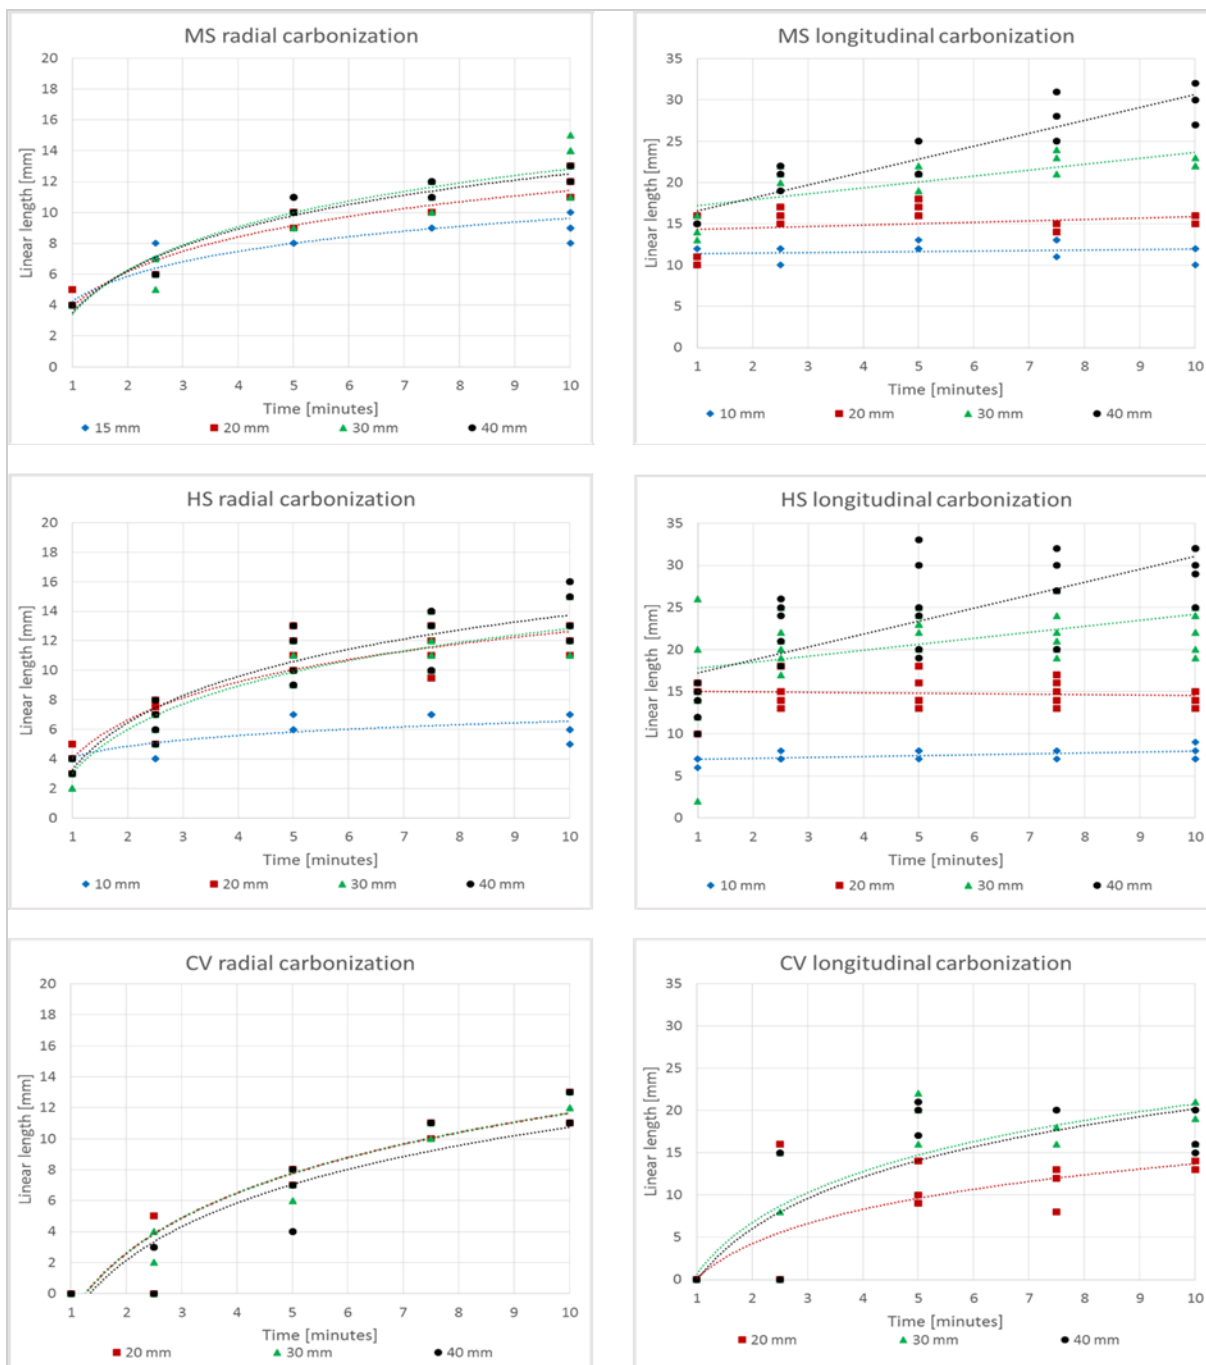 MS radial carbonization
20
18
16
14
12
10
8
6
4
2
0
Linear length [mm]
1 2 3 4 5 6 7 8 9 10
Time [minutes]
15 mm 20 mm 30 mm 40 mm
MS longitudinal carbonization
35
30
25
20
15
10
5
0
Linear length [mm]
1 2 3 4 5 6 7 8 9 10
Time [minutes]
10 mm 20 mm 30 mm 40 mm
HS radial carbonization
20
18
16
14
12
10
8
6
4
2
0
Linear length [mm]
1 2 3 4 5 6 7 8 9 10
Time [minutes]
10 mm 20 mm 30 mm 40 mm
HS longitudinal carbonization
35
30
25
20
15
10
5
0
Linear length [mm]
1 2 3 4 5 6 7 8 9 10
Time [minutes]
10 mm 20 mm 30 mm 40 mm
CV radial carbonization
20
18
16
14
12
10
8
6
4
2
0
Linear length [mm]
1 2 3 4 5 6 7 8 9 10
Time [minutes]
20 mm 30 mm 40 mm
CV longitudinal carbonization
35
30
25
20
15
10
5
0
Linear length [mm]
1 2 3 4 5 6 7 8 9 10
Time [minutes]
20 mm 30 mm 40 mm